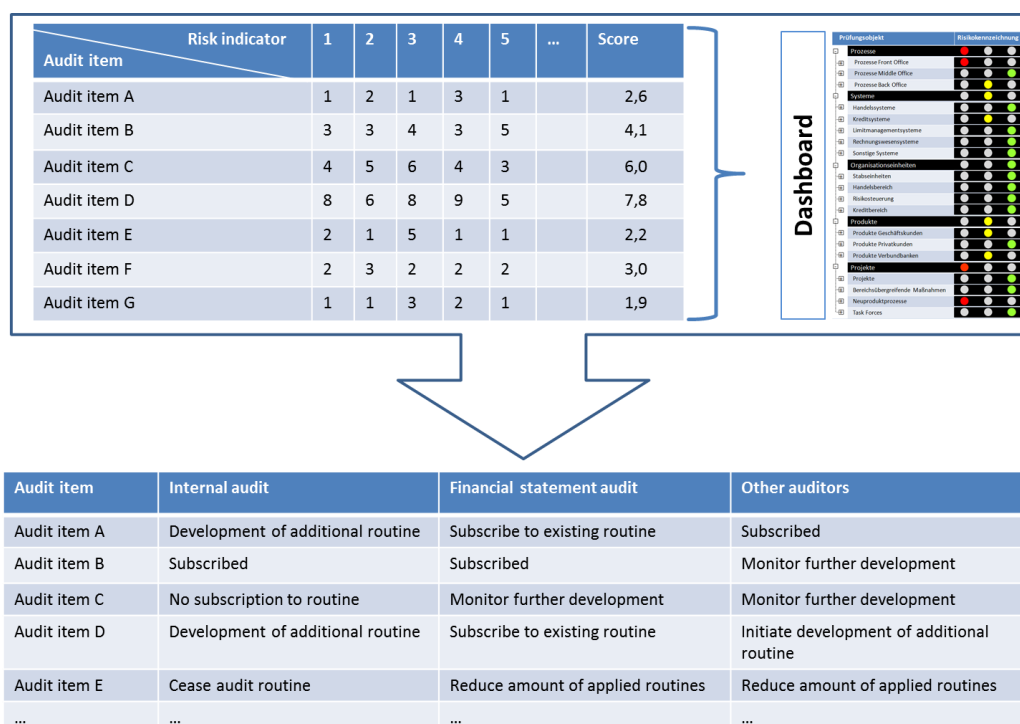 Risk indicator 1 2 3 4 5 ... Score
Audit item
Audit item A 1 2 1 3 1 2,6
Audit item B 3 3 4 3 5 4,1
Audit item C 4 5 6 4 3 6,0
Audit item D 8 6 8 9 5 7,8
Audit item E 2 1 5 1 1 2,2
Audit item F 2 3 2 2 2 3,0
Audit item G 1 1 3 2 1 1,9
Dashboard
Prüfungsobjekt Risikokennzeichnung
Prozesse
Prozesse Front Office
Prozesse Middle Office
Prozesse Back Office
Systeme
Handelssysteme
Kreditsysteme
Limitmanagementsysteme
Rechnungswesensysteme
Sonstige Systeme
Organisationseinheiten
Stabseinheiten
Handelsbereich
Risikosteuerung
Kreditbereich
Produkte
Produkte Geschäftskunden
Produkte Privatkunden
Produkte Verbundbanken
Projekte
Projekte
Bereichsübergreifende Maßnahmen
Neuproduktprozesse
Task Forces
Audit item Internal audit Financial statement audit Other auditors
Audit item A Development of additional routine Subscribe to existing routine Subscribed
Audit item B Subscribed Subscribed Monitor further development
Audit item C No subscription to routine Monitor further development Monitor further development
Audit item D Development of additional routine Subscribe to existing routine Initiate development of additional
routine
Audit item E Cease audit routine Reduce amount of applied routines Reduce amount of applied routines
... ... ... ...